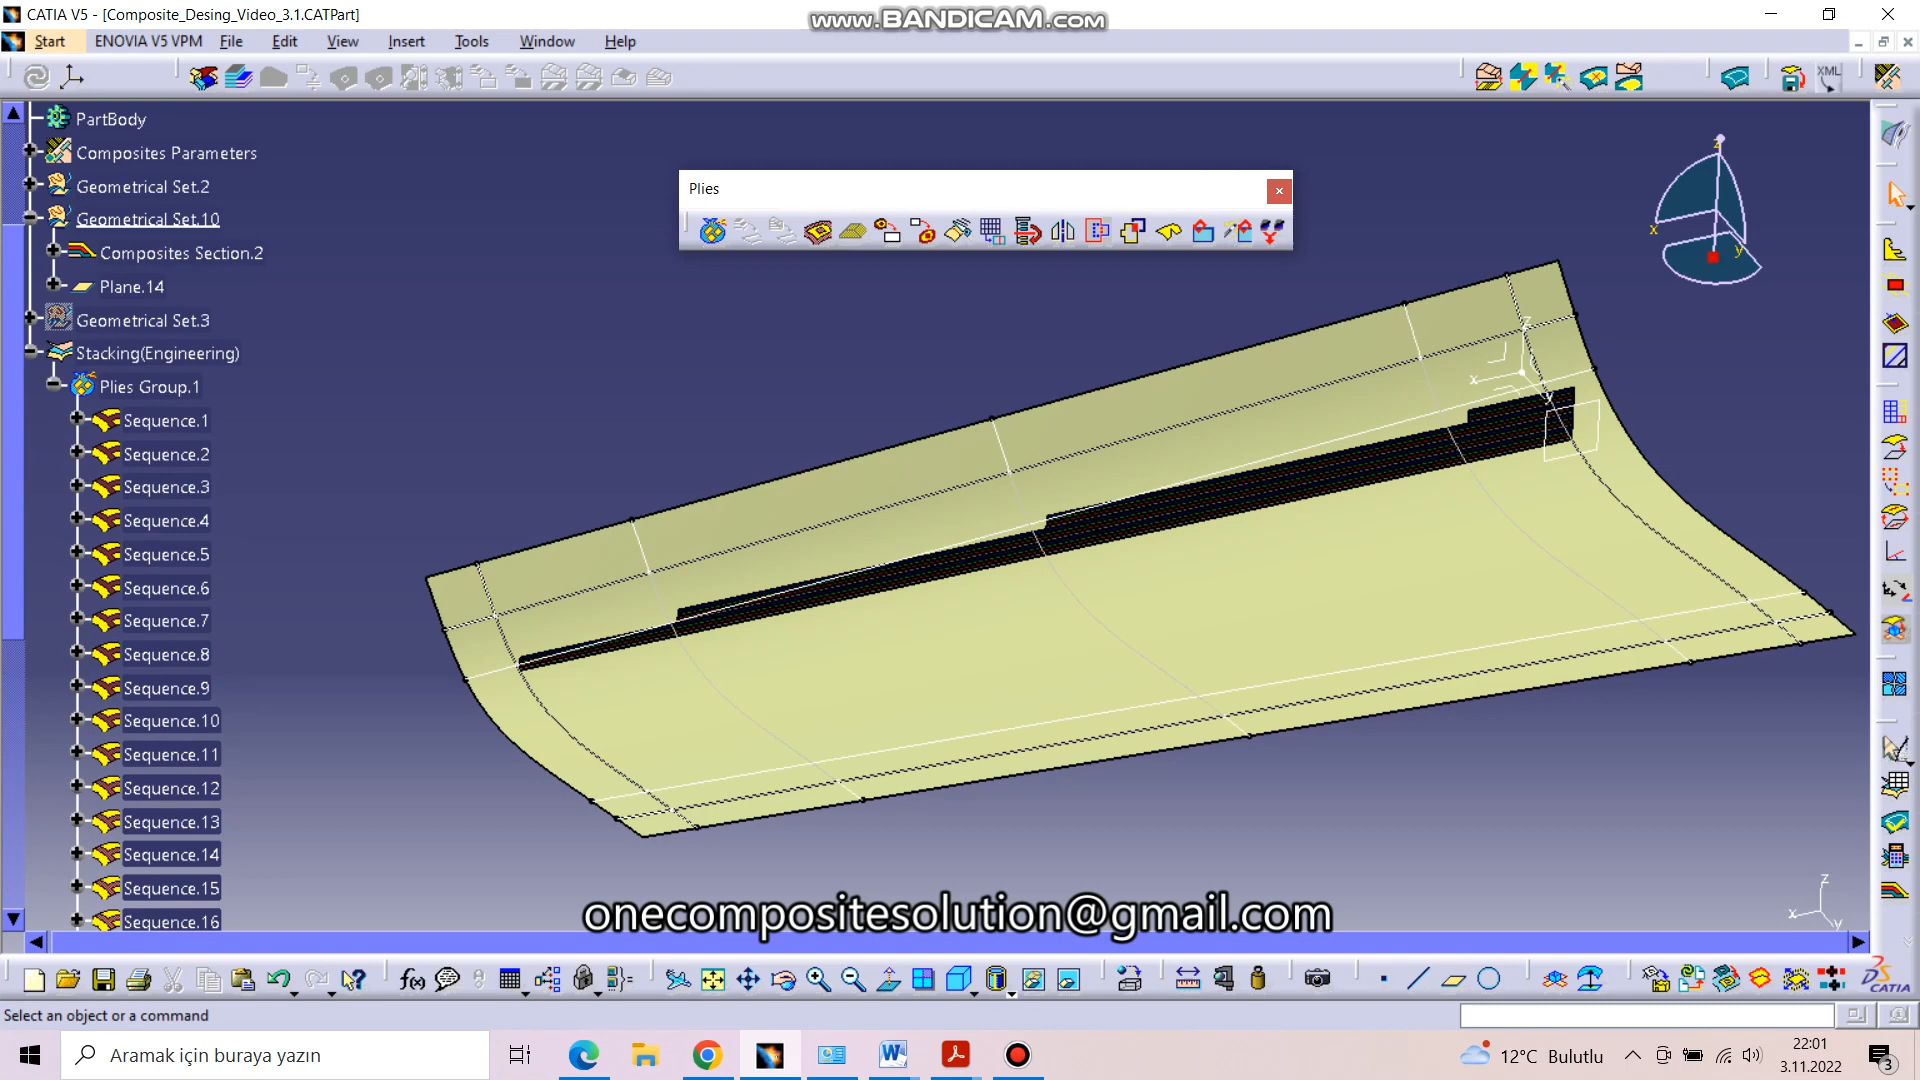 CATIA V5 - [Composite_Desing_Video_3.1.CATPart]
www.BANDICAM.com
Start
ENOVIA V5 VPM
File
Edit
View
Insert
Tools
Window
Help
XML
PartBody
Composites Parameters
Geometrical Set.2
Geometrical Set.10
Composites Section.2
Plane.14
Geometrical Set.3
Stacking(Engineering)
Plies Group.1
Sequence.1
Sequence.2
Sequence.3
Sequence.4
Sequence.5
Sequence.6
Sequence.7
Sequence.8
Sequence.9
Sequence.10
Sequence.11
Sequence.12
Sequence.13
Sequence.14
Sequence.15
Sequence.16
Plies
z
x
y
z
x
y
z
x
y
onecompositesolution@gmail.com
f(x)
CATIA
Select an object or a command
Aramak için buraya yazın
12°C Bulutlu
22:01
3.11.2022
3